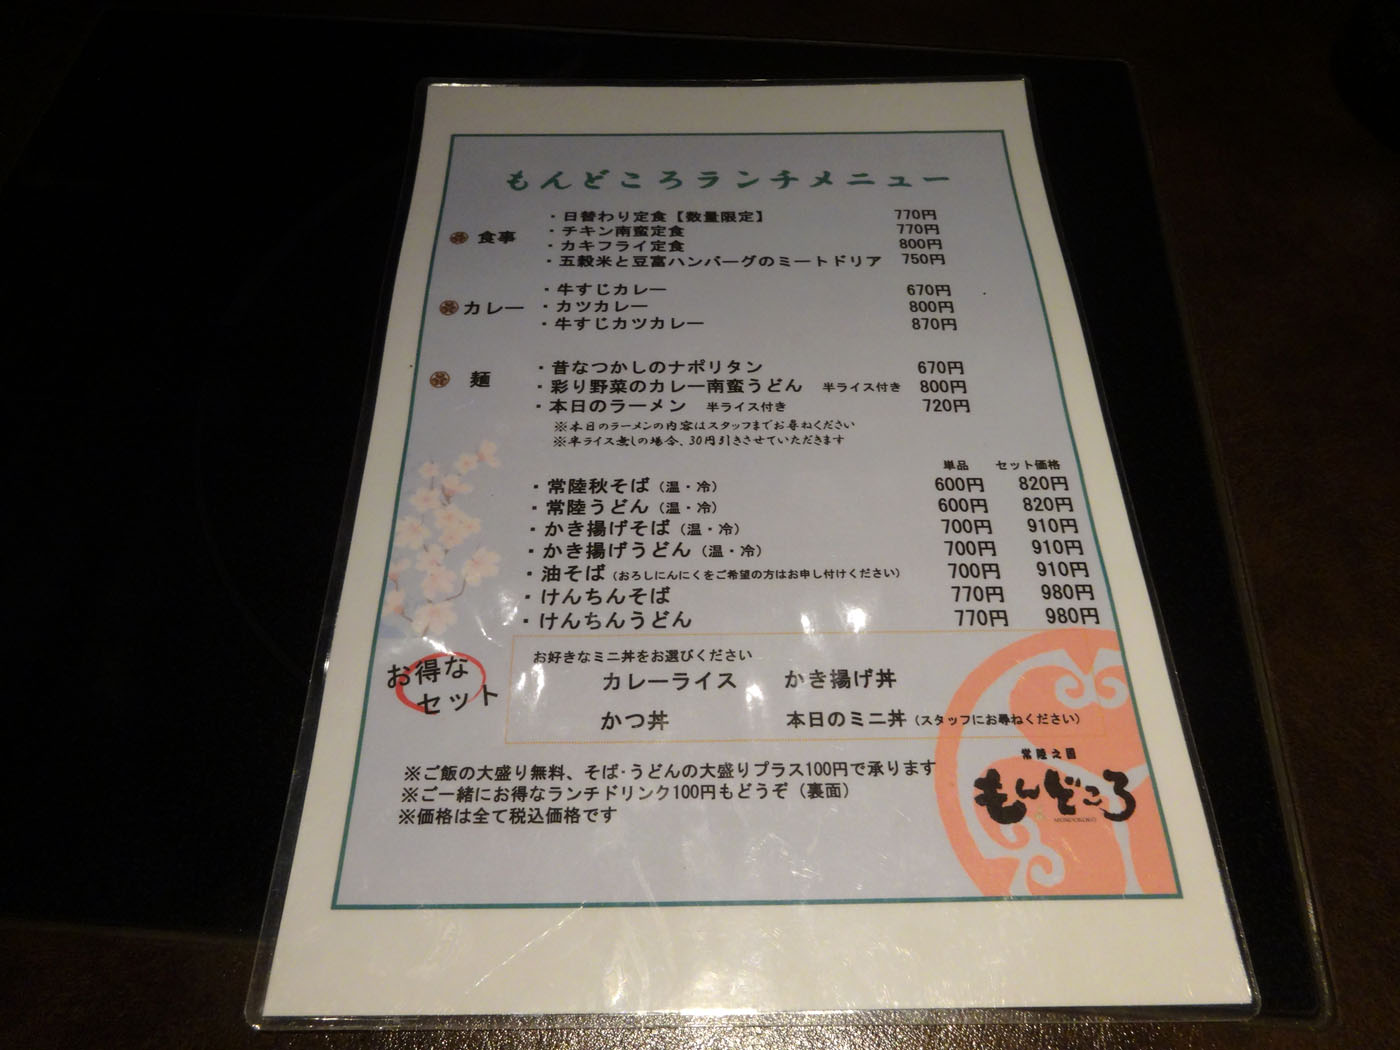 もんどころランチメニュー
食事
・日替わり定食【数量限定】 770円
・チキン南蛮定食 770円
・カキフライ定食 800円
・五穀米と豆富ハンバーグのミートドリア 750円
カレー
・牛すじカレー 670円
・カツカレー 800円
・牛すじカツカレー 870円
麺
・昔なつかしのナポリタン 670円
・彩り野菜のカレー南蛮うどん 半ライス付き 800円
・本日のラーメン 半ライス付き 720円
※本日のラーメンの内容はスタッフまでお尋ねください
※半ライス無しの場合、30円引きさせていただきます
単品 セット価格
・常陸秋そば（温・冷） 600円 820円
・常陸うどん（温・冷） 600円 820円
・かき揚げそば（温・冷） 700円 910円
・かき揚げうどん（温・冷） 700円 910円
・油そば（おろしにんにくをご希望の方はお申し付けください） 700円 910円
・けんちんそば 770円 980円
・けんちんうどん 770円 980円
お得な
セット
お好きなミニ丼をお選びください
カレーライス かき揚げ丼
かつ丼 本日のミニ丼（スタッフにお尋ねください）
※ご飯の大盛り無料、そば・うどんの大盛りプラス100円で承ります
※ご一緒にお得なランチドリンク100円もどうぞ（裏面）
※価格は全て税込価格です
常陸之国
もんどころ
MONDOKORO